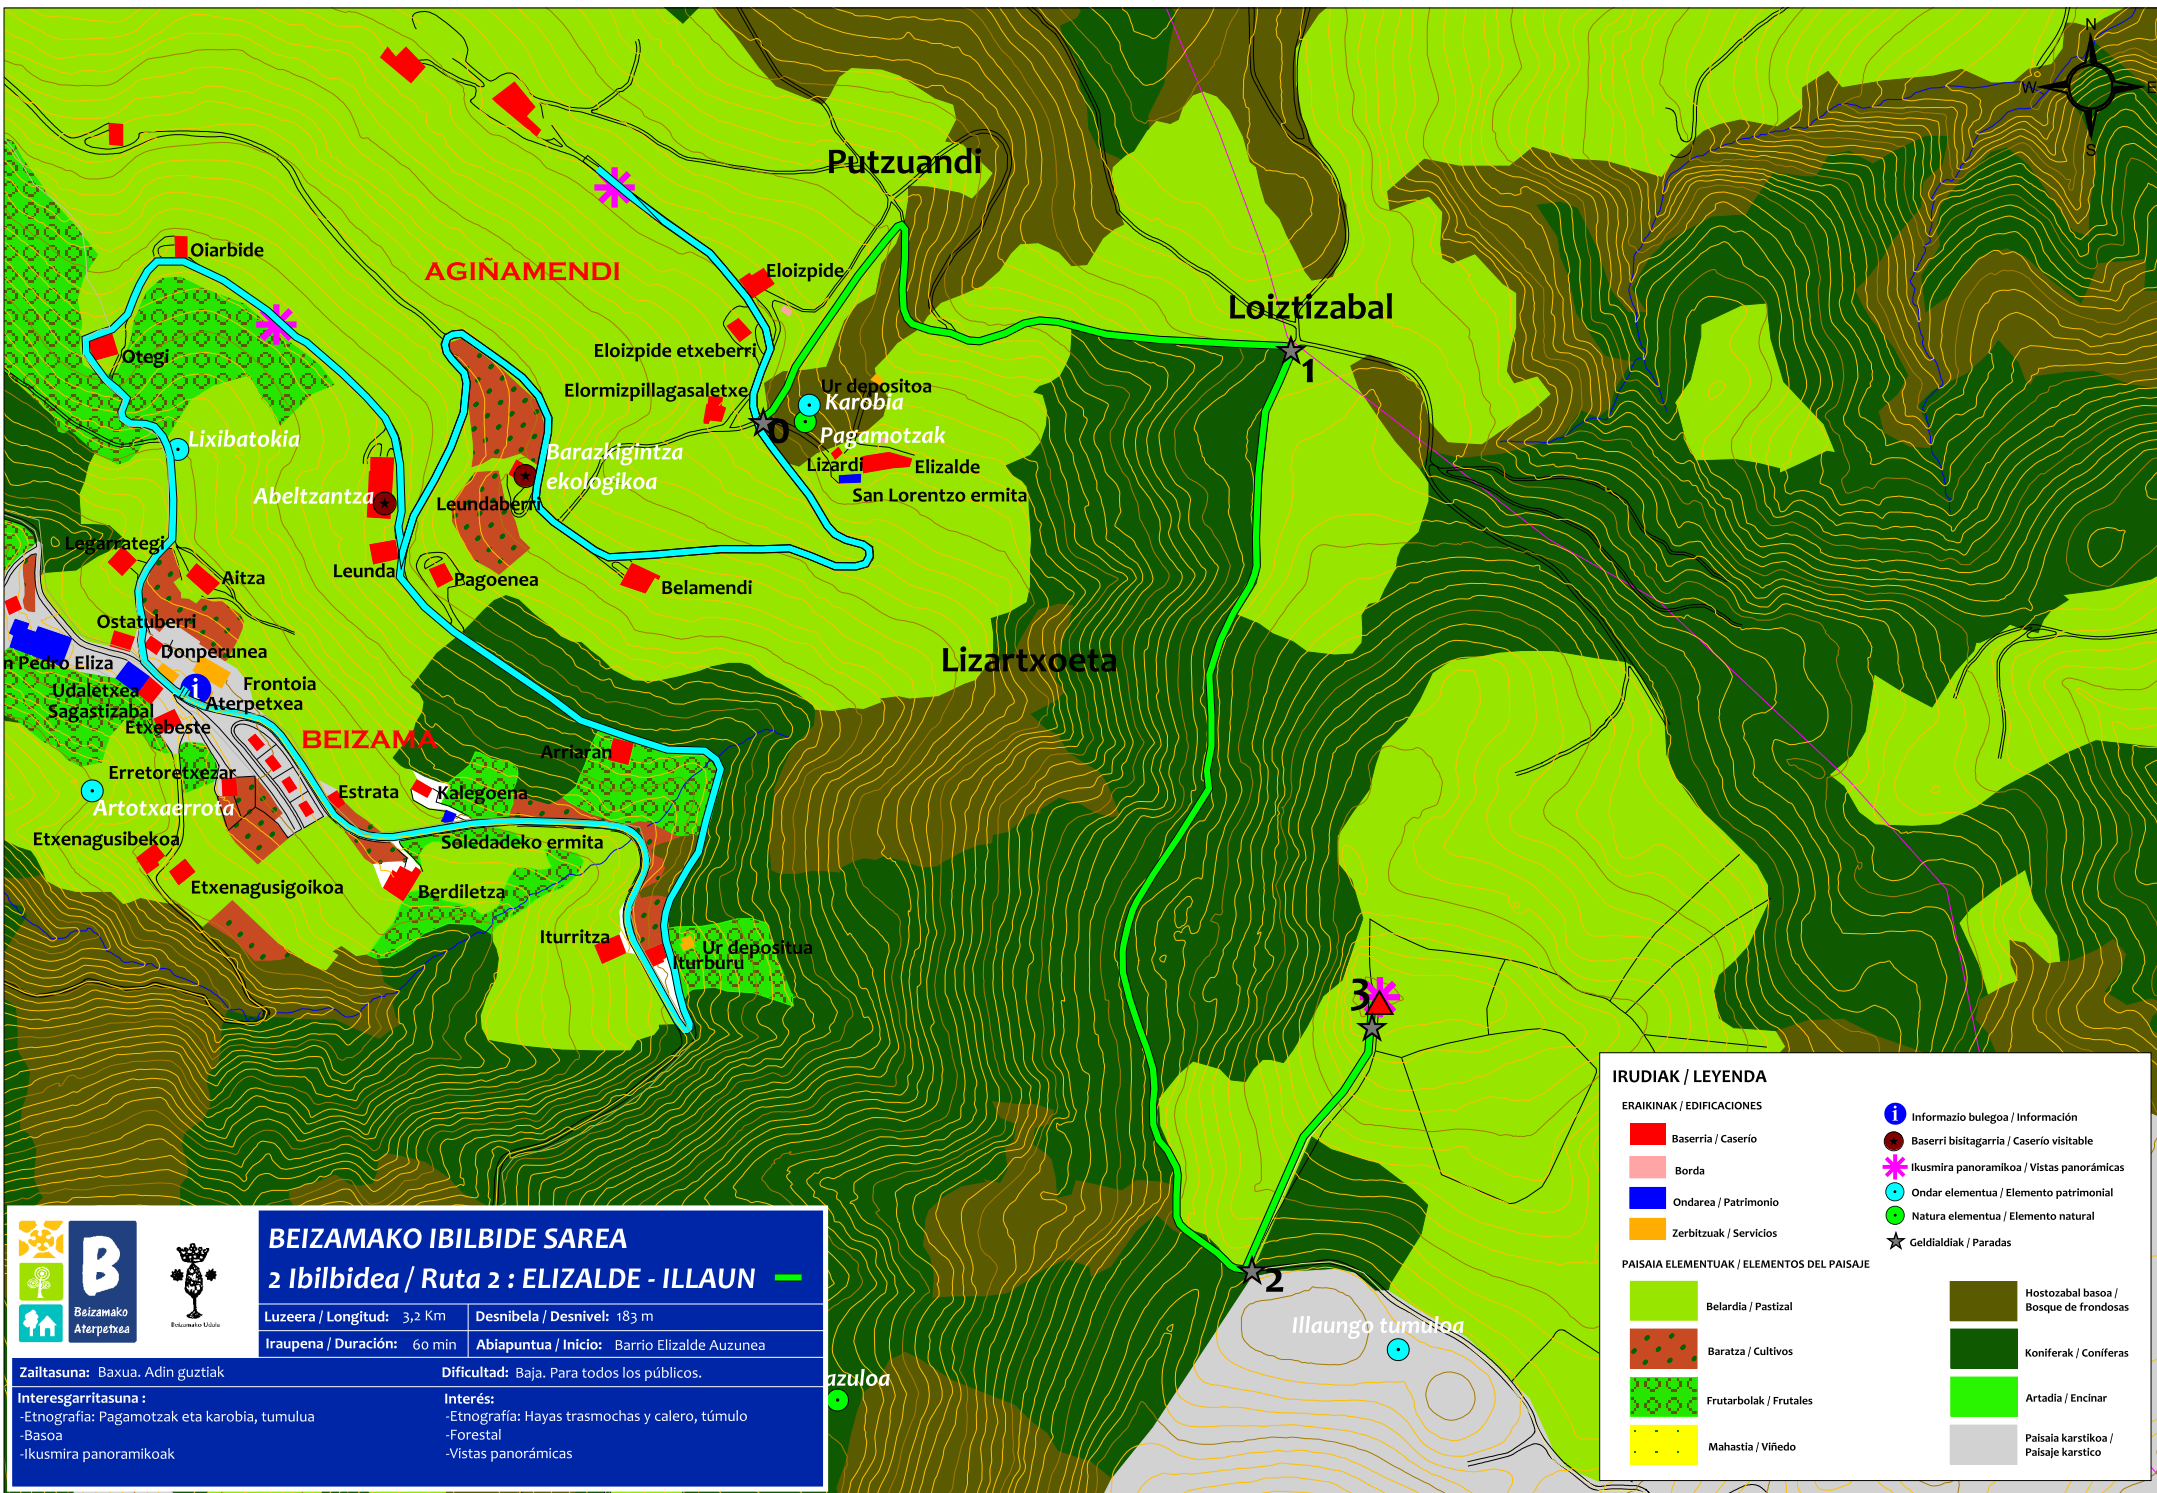 N
W
E
S
Putzuandi
Oiarbide
AGIÑAMENDI
Eloizpide
Loiztizabal
Otegi
Eloizpide etxeberri
1
Elormizpillagasaletxe
Ur depositoa
Karobia
0
Pagamotzak
Lixibatokia
Barazkigintza
ekologikoa
Lizardi
Elizalde
San Lorentzo ermita
Abeltzantza
Leundaberri
Legarrategi
Aitza
Leunda
Pagoenea
Belamendi
Ostatuberri
Donperunea
n Pedro Eliza
Lizartxoeta
Frontoia
Udaletxea
i
Aterpetxea
Sagastizabal
Etxebeste
BEIZAMA
Arriaran
Erretoretxezar
Estrata
Kalegoena
Artotxaerrota
Etxenagusibekoa
Soledadeko ermita
Etxenagusigoikoa
Berdiletza
Iturritza
Ur depositua
Iturburu
3
2
Illaungo tumuloa
azuloa
IRUDIAK / LEYENDA
ERAIKINAK / EDIFICACIONES
Baserria / Caserío
Borda
Ondarea / Patrimonio
Zerbitzuak / Servicios
i
Informazio bulegoa / Información
Baserri bisitagarria / Caserío visitable
Ikusmira panoramikoa / Vistas panorámicas
Ondar elementua / Elemento patrimonial
Natura elementua / Elemento natural
Geldialdiak / Paradas
PAISAIA ELEMENTUAK / ELEMENTOS DEL PAISAJE
Belardia / Pastizal
Baratza / Cultivos
Frutarbolak / Frutales
Mahastia / Viñedo
Hostozabal basoa /
Bosque de frondosas
Koniferak / Coníferas
Artadia / Encinar
Paisaia karstikoa /
Paisaje karstico
B
Beizamako
Aterpetxea
Beizamako Udala
BEIZAMAKO IBILBIDE SAREA
2 Ibilbidea / Ruta 2 : ELIZALDE - ILLAUN
Luzeera / Longitud: 3,2 Km
Desnibela / Desnivel: 183 m
Iraupena / Duración: 60 min
Abiapuntua / Inicio: Barrio Elizalde Auzunea
Zailtasuna: Baxua. Adin guztiak
Dificultad: Baja. Para todos los públicos.
Interesgarritasuna :
-Etnografia: Pagamotzak eta karobia, tumulua
-Basoa
-Ikusmira panoramikoak
Interés:
-Etnografía: Hayas trasmochas y calero, túmulo
-Forestal
-Vistas panorámicas